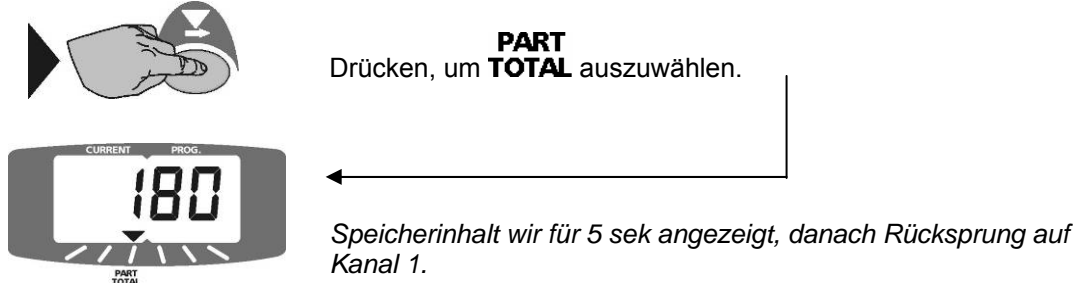 PART
Drücken, um TOTAL auszuwählen.
CURRENT PROG.
180
PART
TOTAL
Speicherinhalt wir für 5 sek angezeigt, danach Rücksprung auf
Kanal 1.